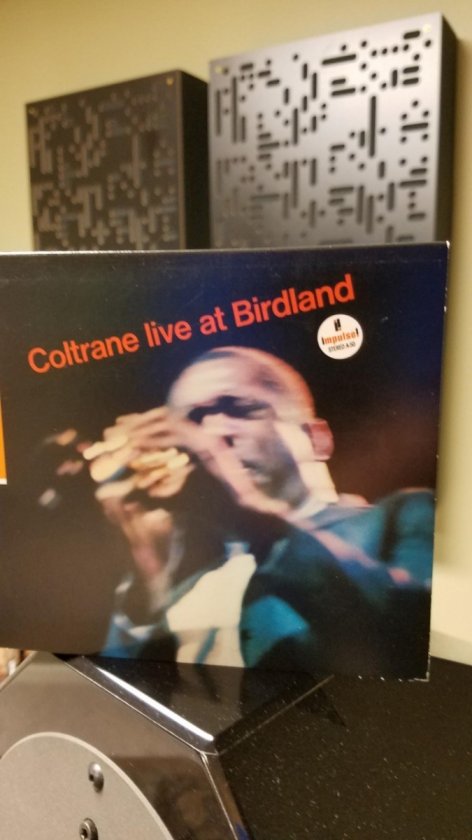 Coltrane live at Birdland
impulse!
STEREO A-50